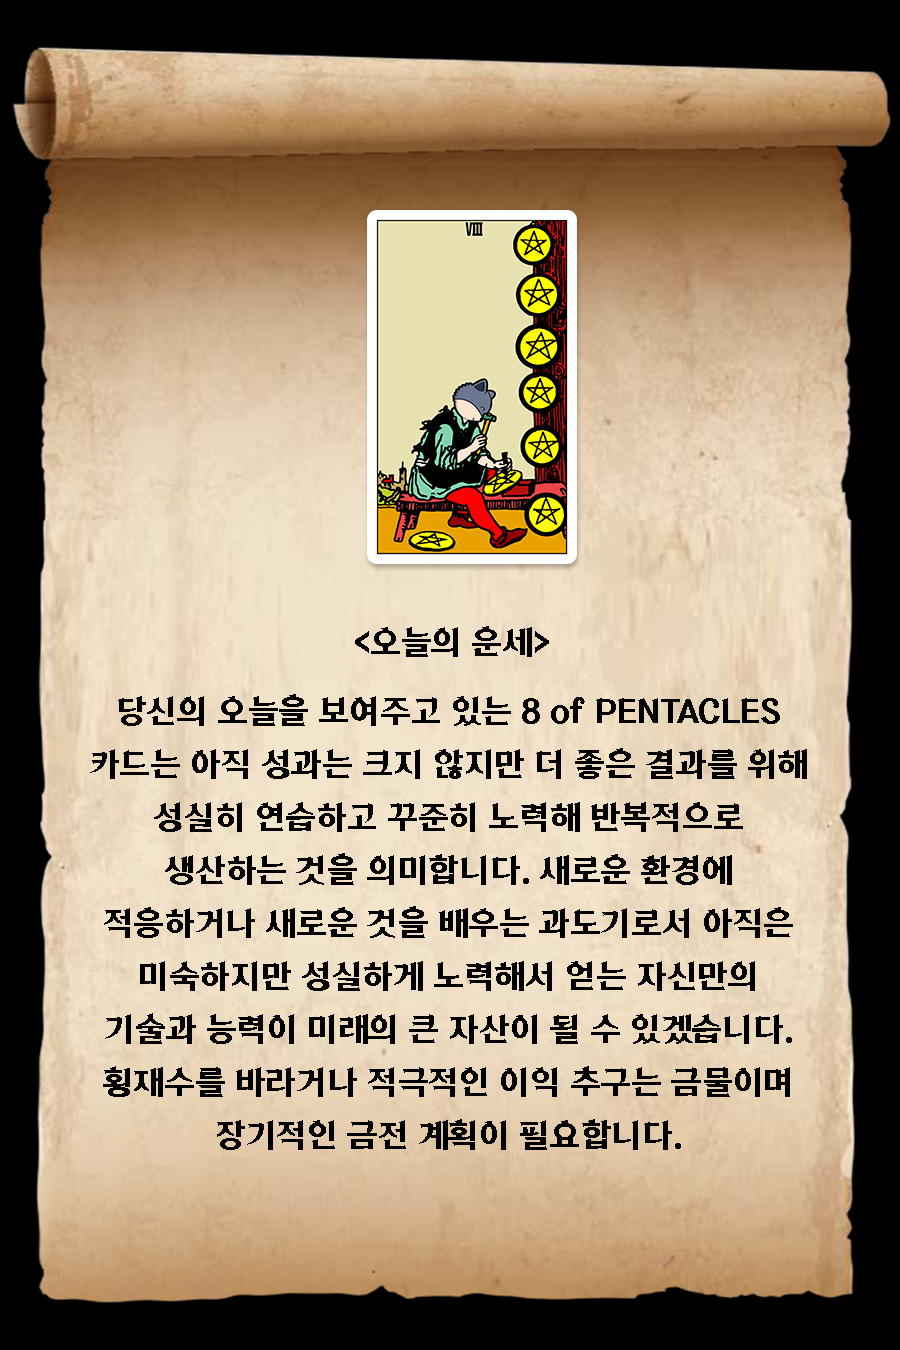 VIII
<오늘의 운세>
당신의 오늘을 보여주고 있는 8 of PENTACLES
카드는 아직 성과는 크지 않지만 더 좋은 결과를 위해
성실히 연습하고 꾸준히 노력해 반복적으로
생산하는 것을 의미합니다. 새로운 환경에
적응하거나 새로운 것을 배우는 과도기로서 아직은
미숙하지만 성실하게 노력해서 얻는 자신만의
기술과 능력이 미래의 큰 자산이 될 수 있겠습니다.
횡재수를 바라거나 적극적인 이익 추구는 금물이며
장기적인 금전 계획이 필요합니다.